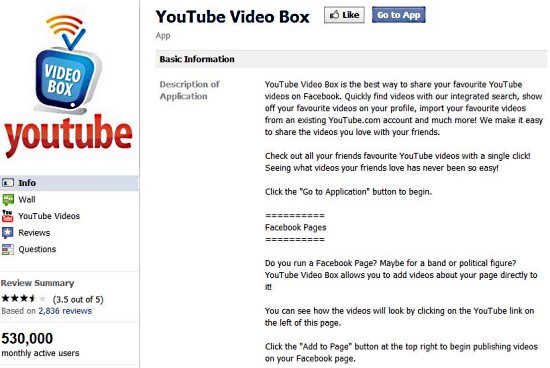 VIDEO
BOX
youtube
Info
Wall
You
Tube
YouTube Videos
Reviews
Questions
Review Summary
(3.5 out of 5)
Based on 2,836 reviews
530,000
monthly active users
YouTube Video Box
Like
Go to App
App
Basic Information
Description of
Application
YouTube Video Box is the best way to share your favourite YouTube
videos on Facebook. Quickly find videos with our integrated search, show
off your favourite videos on your profile, import your favourite videos
from an existing YouTube.com account and much more! We make it easy
to share the videos you love with your friends.
Check out all your friends favourite YouTube videos with a single click!
Seeing what videos your friends love has never been so easy!
Click the "Go to Application" button to begin.
==========
Facebook Pages
==========
Do you run a Facebook Page? Maybe for a band or political figure?
YouTube Video Box allows you to add videos about your page directly to
it!
You can see how the videos will look by clicking on the YouTube link on
the left of this page.
Click the "Add to Page" button at the top right to begin publishing videos
on your Facebook page.